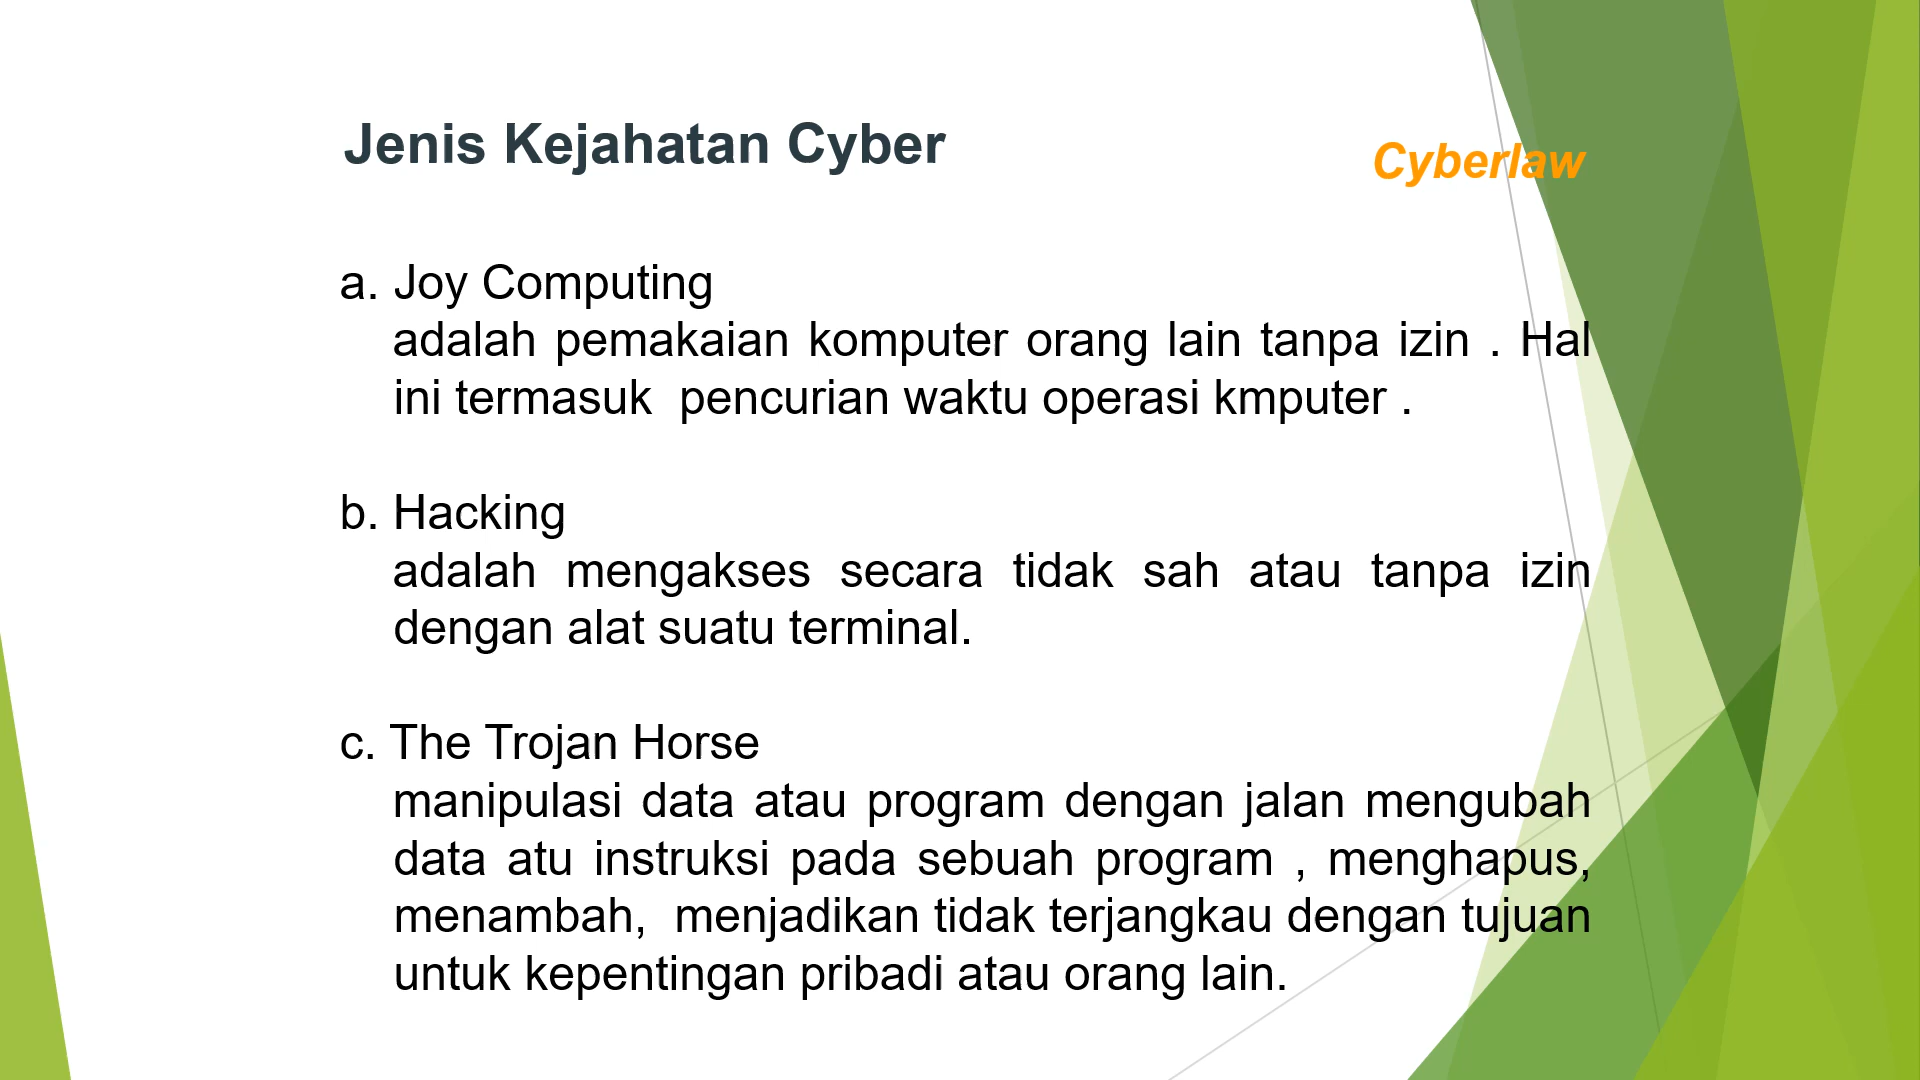 Jenis Kejahatan Cyber
Cyberlaw
a. Joy Computing
adalah pemakaian komputer orang lain tanpa izin . Hal
ini termasuk  pencurian waktu operasi kmputer .
b. Hacking
adalah mengakses secara tidak sah atau tanpa izin
dengan alat suatu terminal.
c. The Trojan Horse
manipulasi data atau program dengan jalan mengubah
data atu instruksi pada sebuah program , menghapus,
menambah,  menjadikan tidak terjangkau dengan tujuan
untuk kepentingan pribadi atau orang lain.